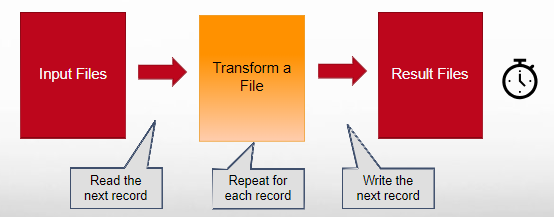 Input Files
Transform a
File
Result Files
Read the
next record
Repeat for
each record
Write the
next record